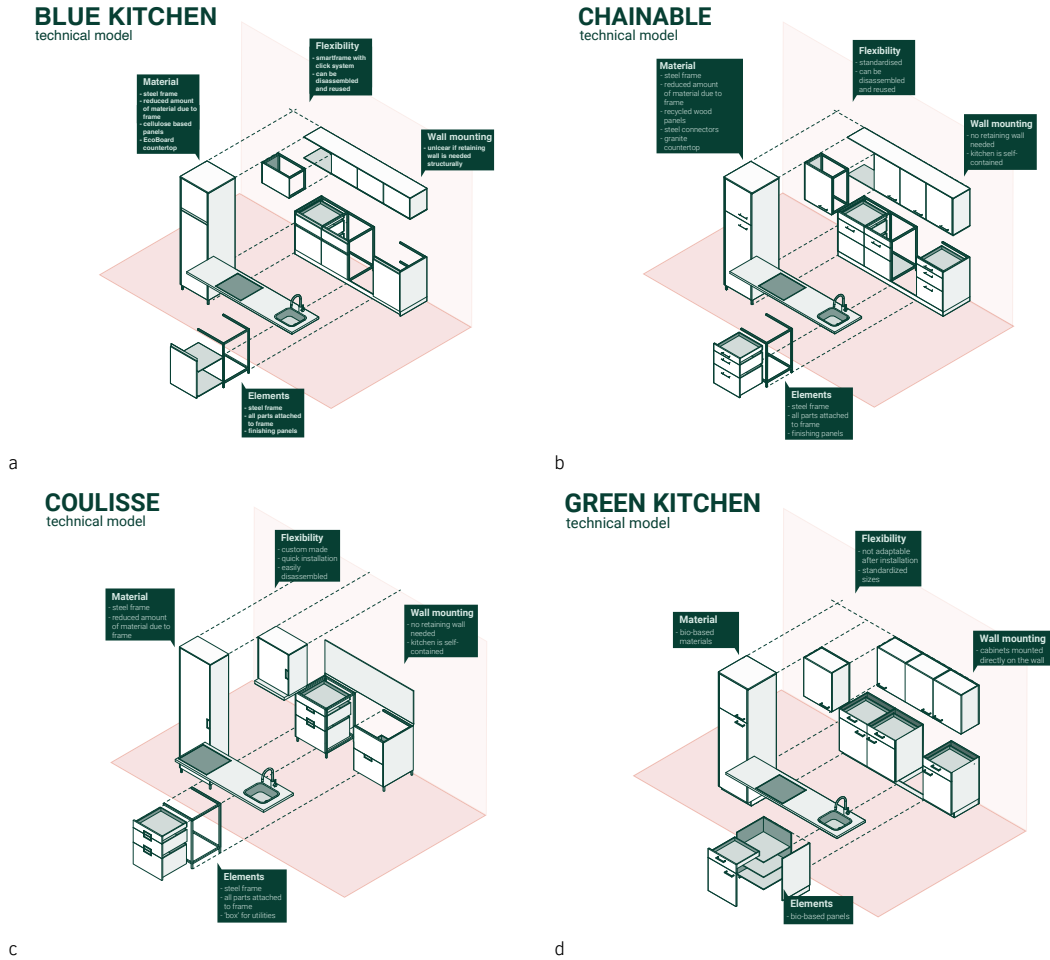 BLUE KITCHEN
technical model
Flexibility
- smartframe with
click system
- can be
disassembled
and reused
Material
- steel frame
- reduced amount
of material due to
frame
- cellulose based
panels
- EcoBoard
countertop
Wall mounting
- unicear if retaining
wall is needed
structurally
Elements
- steel frame
- all parts attached
to frame
- finishing panels
a
CHAINABLE
technical model
Flexibility
- standardised
- can be
disassembled
and reused
Material
- steel frame
- reduced amount
of material due to
frame
- recycled wood
panels
- steel connectors
- granite
countertop
Wall mounting
- no retaining wall
needed
- kitchen is self-
contained
Elements
- steel frame
- all parts attached
to frame
- finishing panels
b
COULISSE
technical model
Flexibility
- custom made
- quick installation
- easily
disassembled
Material
- steel frame
- reduced amount
of material due to
frame
Wall mounting
- no retaining wall
needed
- kitchen is self-
contained
Elements
- steel frame
- all parts attached
to frame
- 'box' for utilities
c
GREEN KITCHEN
technical model
Flexibility
- not adaptable
after installation
- standardized
sizes
Material
- bio-based
materials
Wall mounting
- cabinets mounted
directly on the wall
Elements
- bio-based panels
d